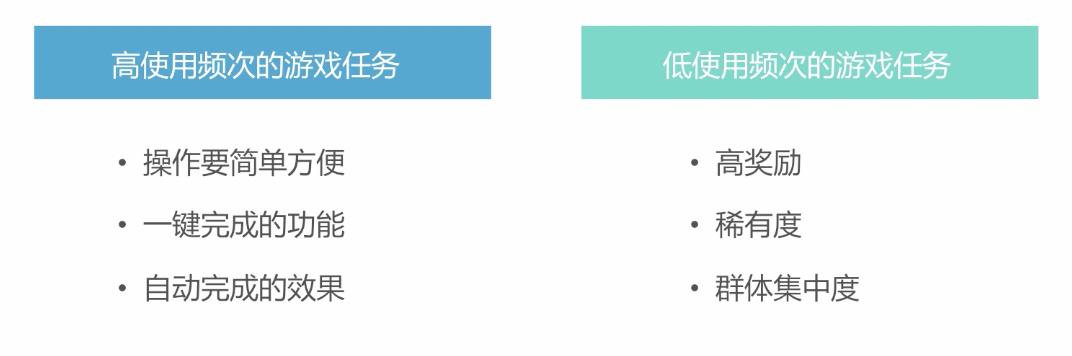 高使用频次的游戏任务
• 操作要简单方便
• 一键完成的功能
• 自动完成的效果
低使用频次的游戏任务
• 高奖励
• 稀有度
• 群体集中度